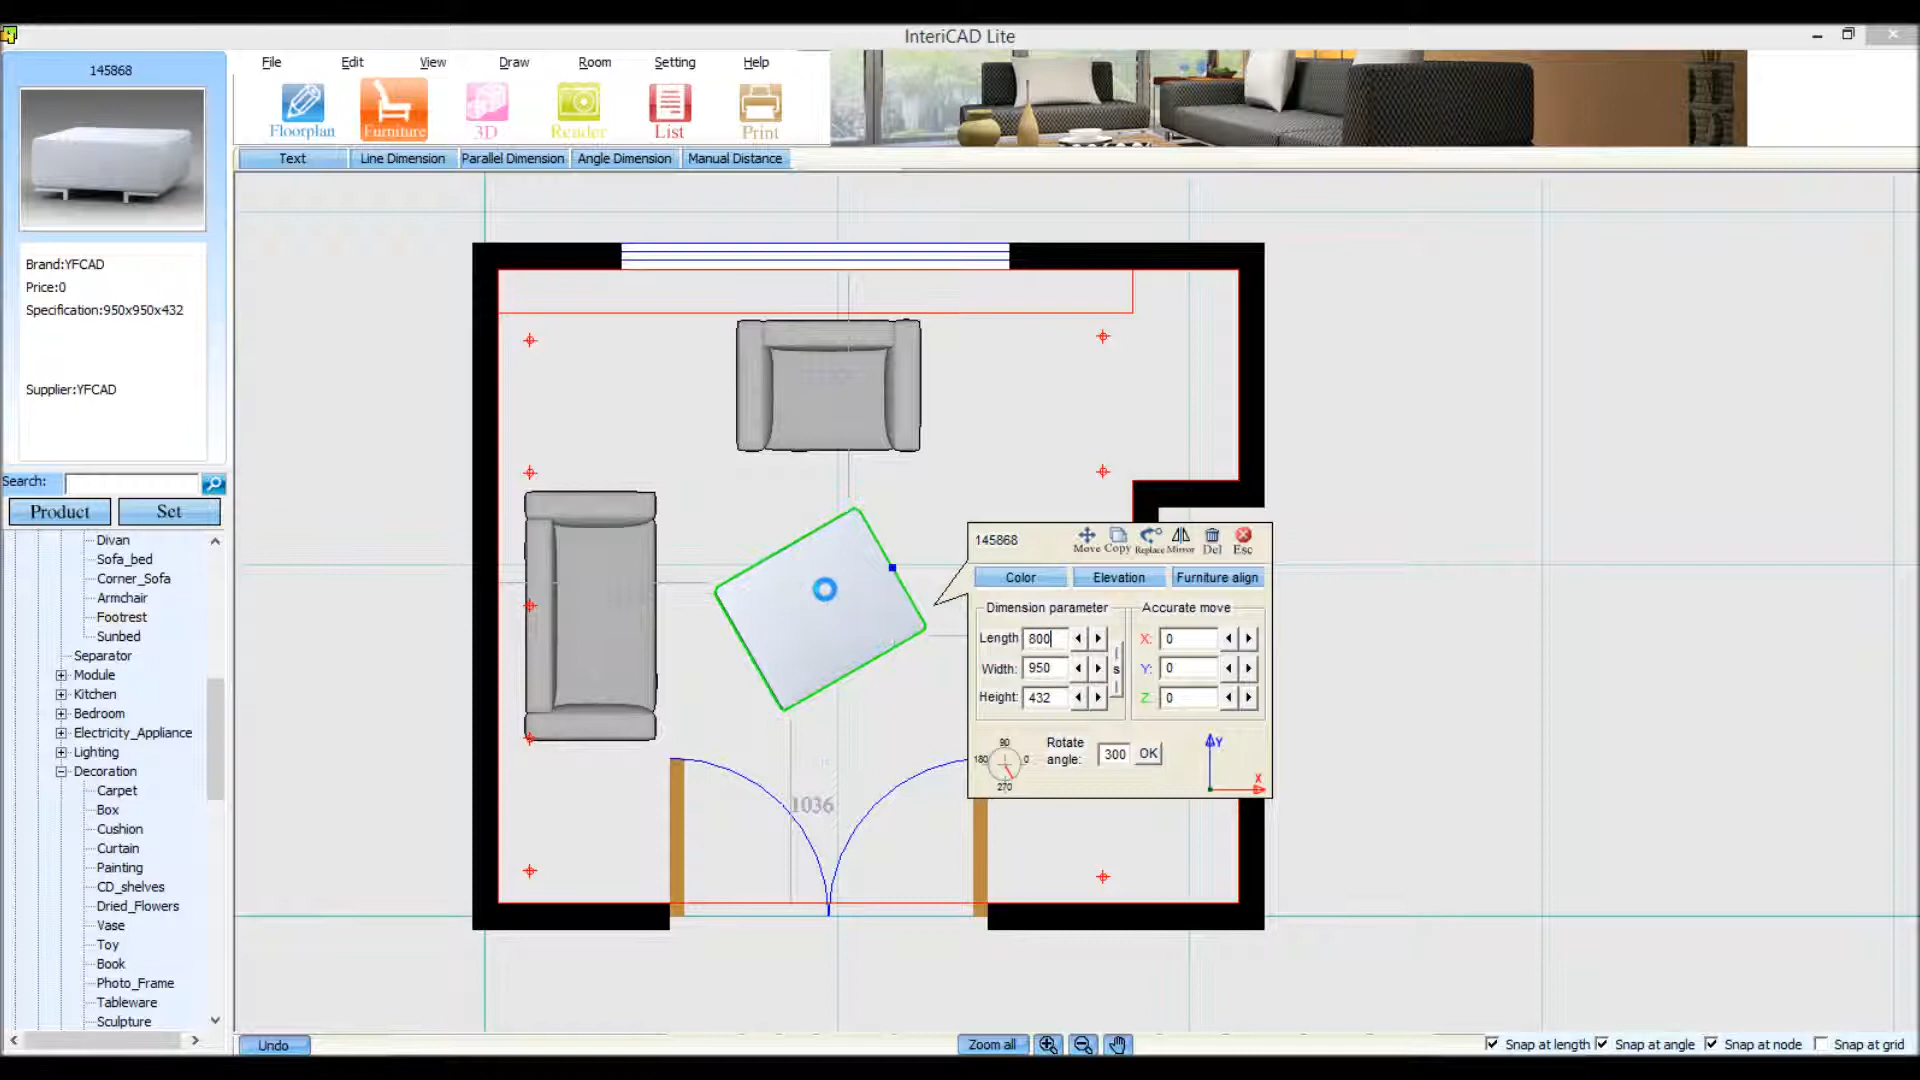 InteriCAD Lite
145868
File Edit View Draw Room Setting Help
Floorplan Furniture 3D Render List Print
Text Line Dimension Parallel Dimension Angle Dimension Manual Distance
Brand:YFCAD
Price:0
Specification:950x950x432
Supplier:YFCAD
Search:
Product Set
Divan
Sofa_bed
Corner_Sofa
Armchair
Footrest
Sunbed
Separator
Module
Kitchen
Bedroom
Electricity_Appliance
Lighting
Decoration
Carpet
Box
Cushion
Curtain
Painting
CD_shelves
Dried_Flowers
Vase
Toy
Book
Photo_Frame
Tableware
Sculpture
145868 Move Copy Replace Mirror Del Esc
Color Elevation Furniture align
Dimension parameter Accurate move
Length 800 X: 0
Width: 950 Y: 0
Height: 432 Z: 0
s
90
180 0
270
Rotate
angle: 300 OK
Y
X
1036
Undo Zoom all Snap at length Snap at angle Snap at node Snap at grid